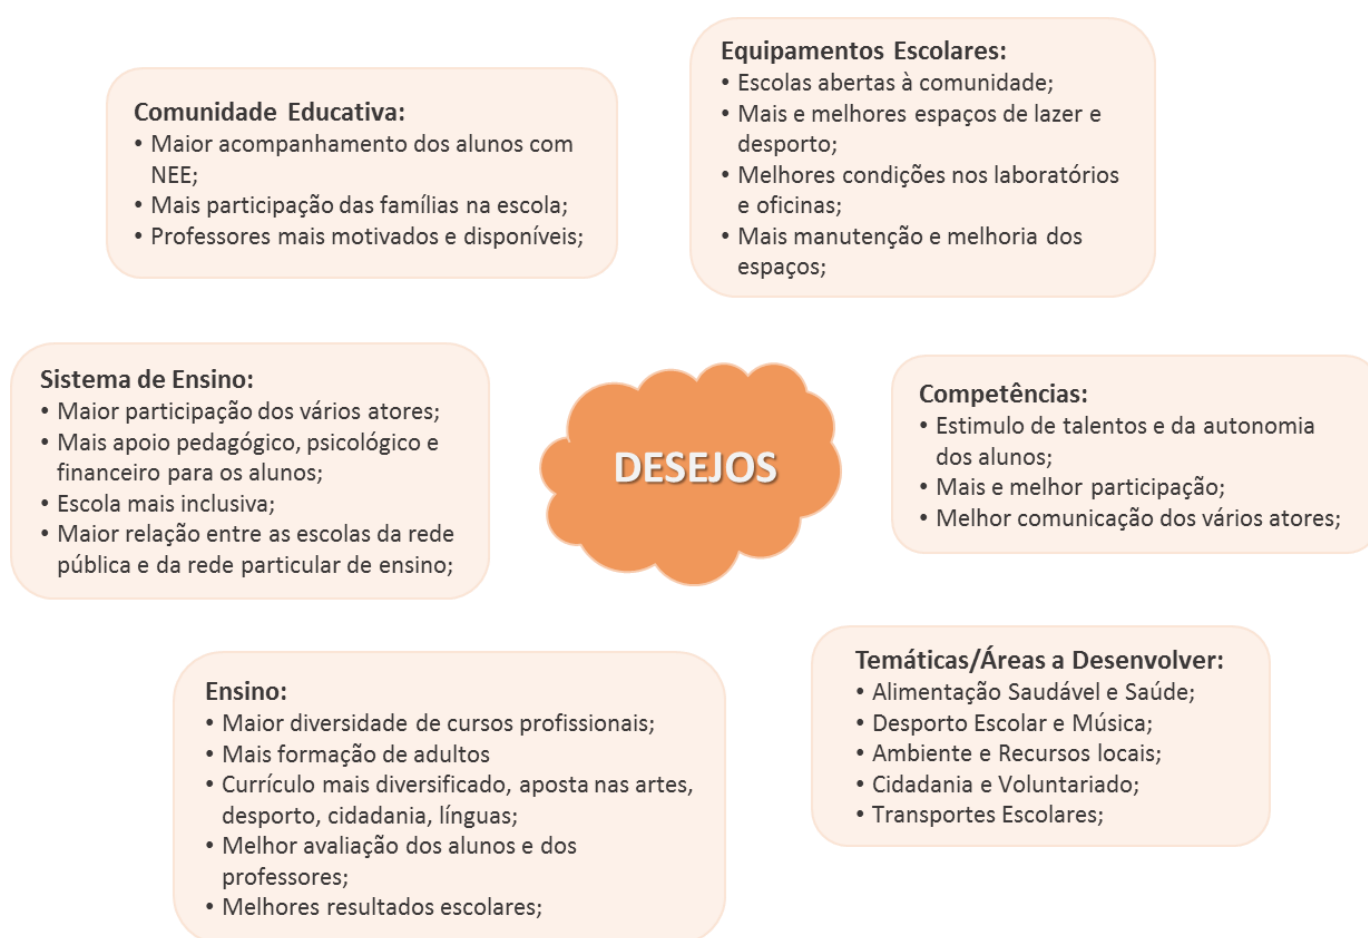 Comunidade Educativa:
• Maior acompanhamento dos alunos com
NEE;
• Mais participação das famílias na escola;
• Professores mais motivados e disponíveis;
Equipamentos Escolares:
• Escolas abertas à comunidade;
• Mais e melhores espaços de lazer e
desporto;
• Melhores condições nos laboratórios
e oficinas;
• Mais manutenção e melhoria dos
espaços;
Sistema de Ensino:
• Maior participação dos vários atores;
• Mais apoio pedagógico, psicológico e
financeiro para os alunos;
• Escola mais inclusiva;
• Maior relação entre as escolas da rede
pública e da rede particular de ensino;
DESEJOS
Competências:
• Estimulo de talentos e da autonomia
dos alunos;
• Mais e melhor participação;
• Melhor comunicação dos vários atores;
Ensino:
• Maior diversidade de cursos profissionais;
• Mais formação de adultos
• Currículo mais diversificado, aposta nas artes,
desporto, cidadania, línguas;
• Melhor avaliação dos alunos e dos
professores;
• Melhores resultados escolares;
Temáticas/Áreas a Desenvolver:
• Alimentação Saudável e Saúde;
• Desporto Escolar e Música;
• Ambiente e Recursos locais;
• Cidadania e Voluntariado;
• Transportes Escolares;